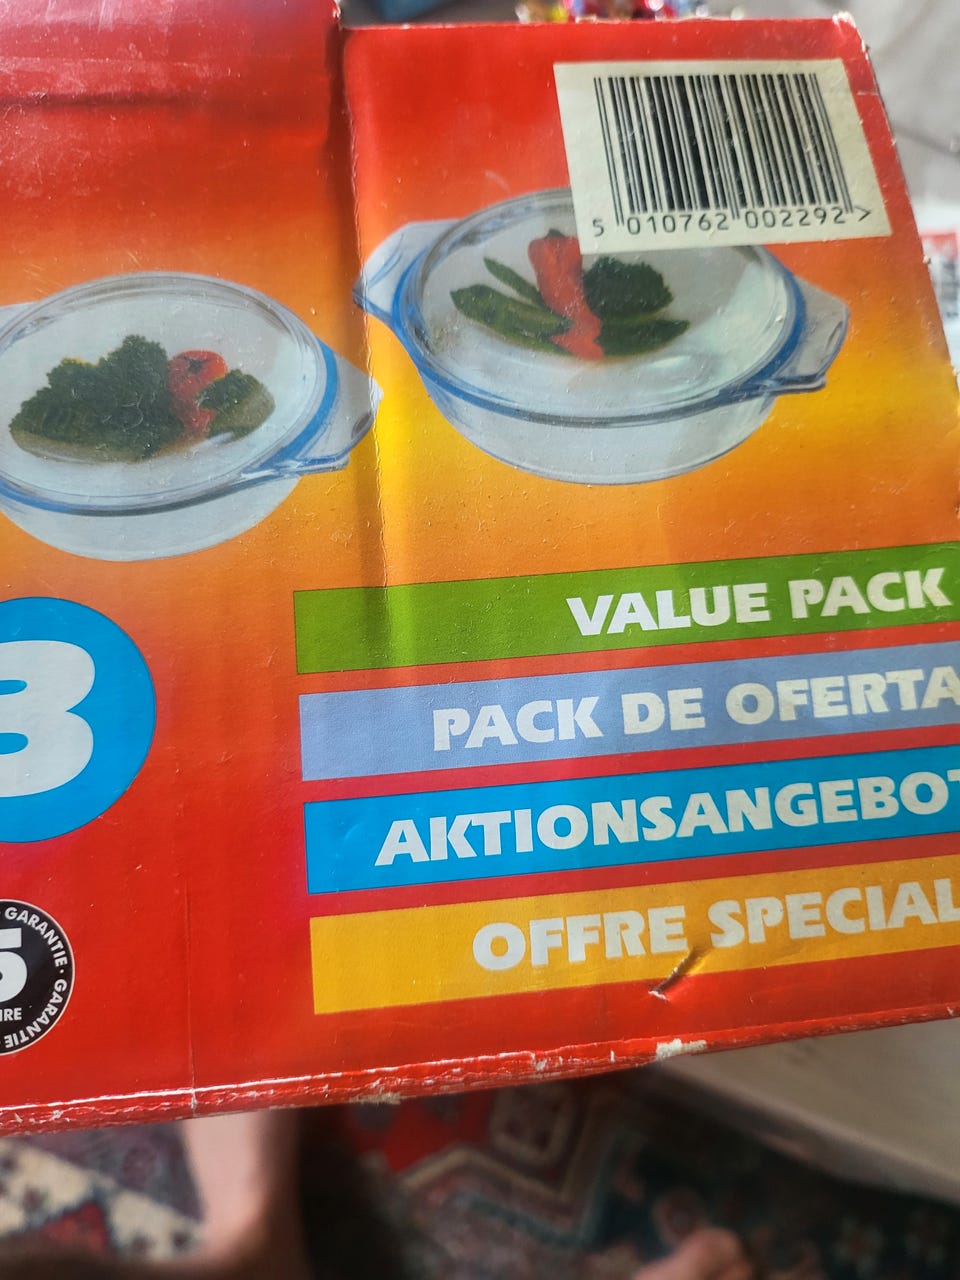 5 010762 002292 >
VALUE PACK
PACK DE OFERTA
AKTIONSANGEBOT
OFFRE SPECIAL
3
GARANTIE · GARANTIE
5